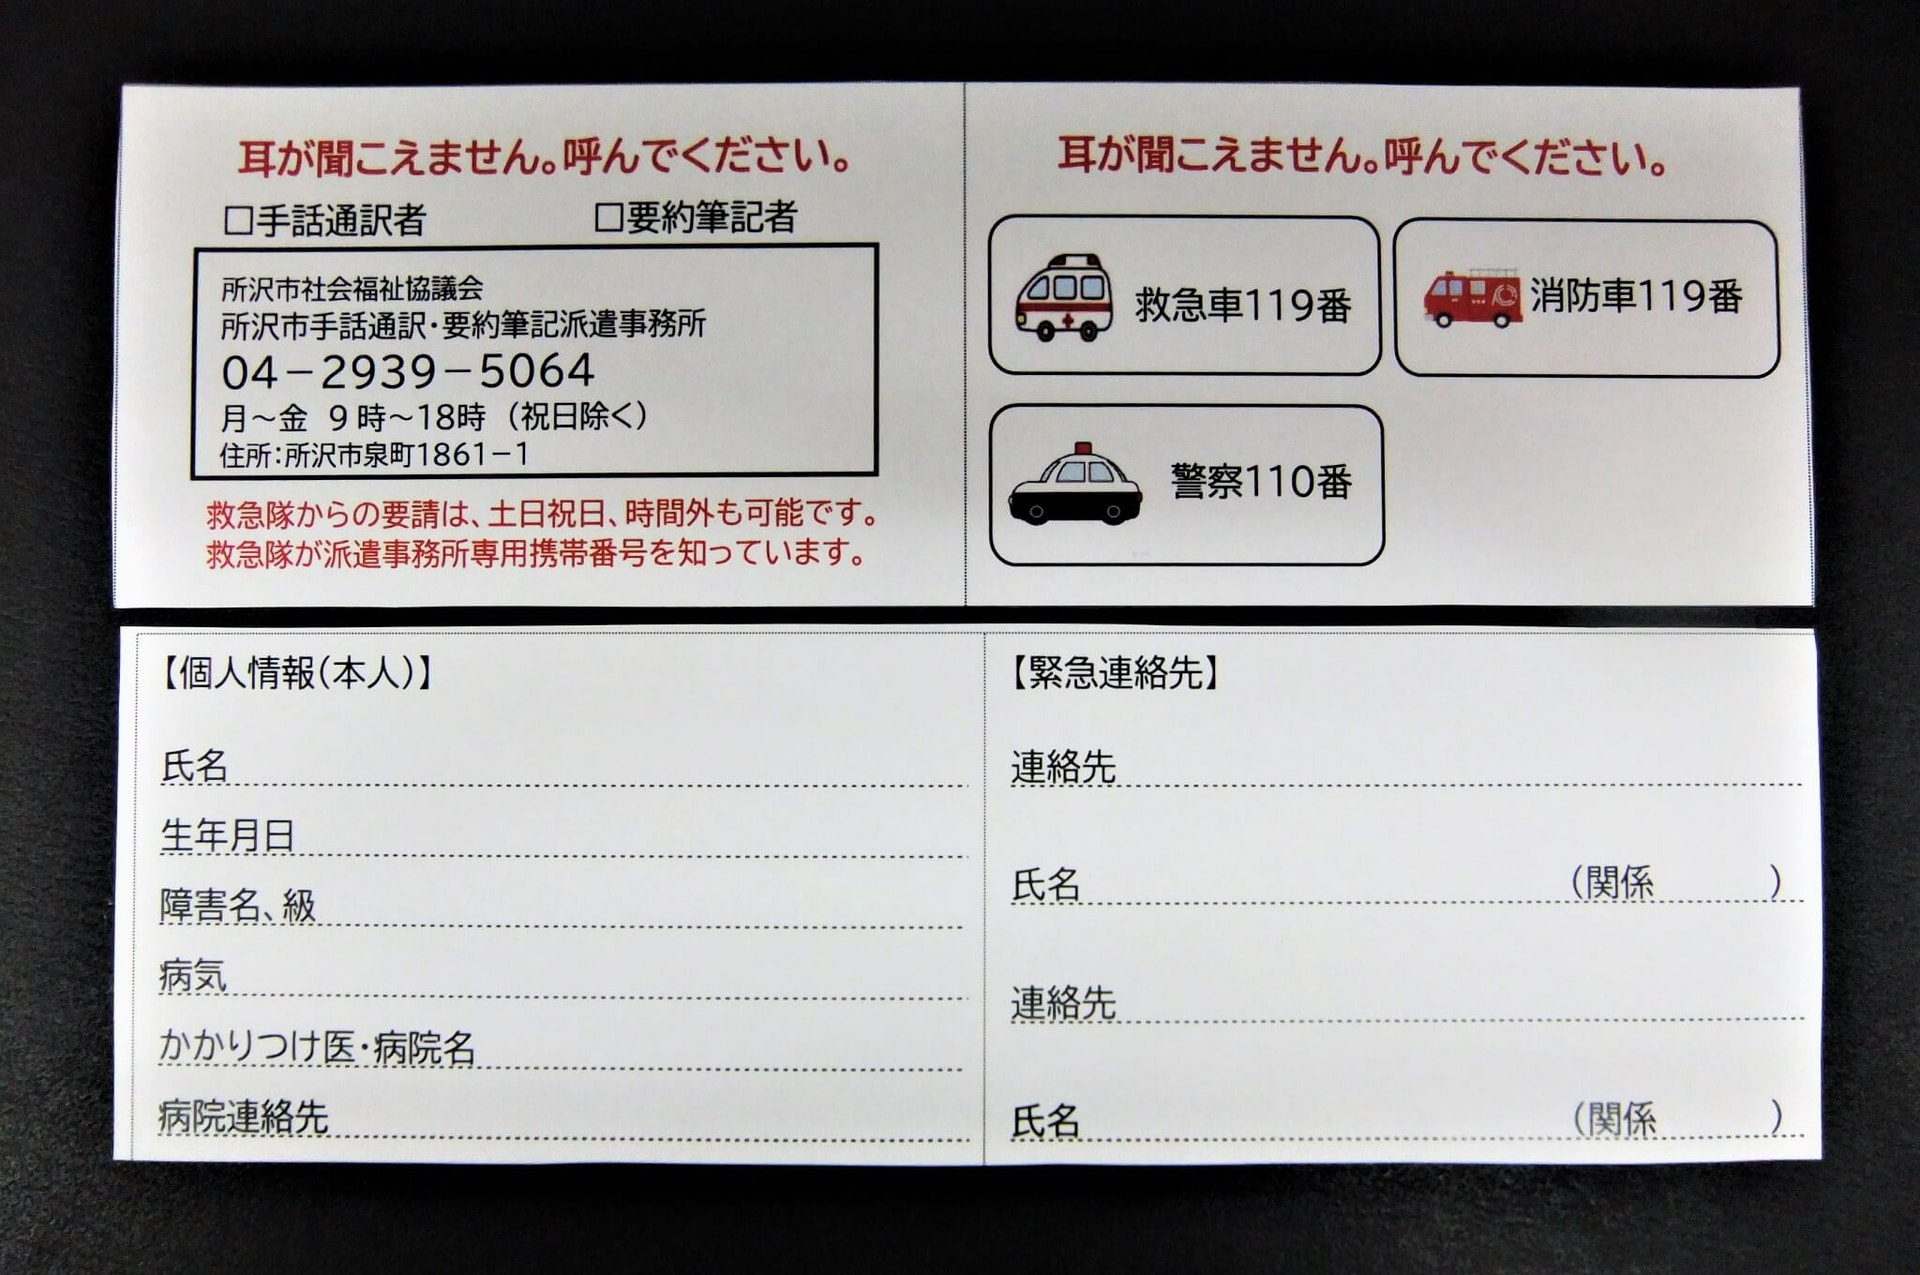 耳が聞こえません。呼んでください。
□手話通訳者 □要約筆記者
所沢市社会福祉協議会
所沢市手話通訳・要約筆記派遣事務所
04－2939－5064
月～金 9時～18時（祝日除く）
住所：所沢市泉町1861－1
救急隊からの要請は、土日祝日、時間外も可能です。
救急隊が派遣事務所専用携帯番号を知っています。
耳が聞こえません。呼んでください。
救急車119番
消防車119番
警察110番
【個人情報（本人）】
氏名
生年月日
障害名、級
病気
かかりつけ医・病院名
病院連絡先
【緊急連絡先】
連絡先
氏名 （関係 ）
連絡先
氏名 （関係 ）